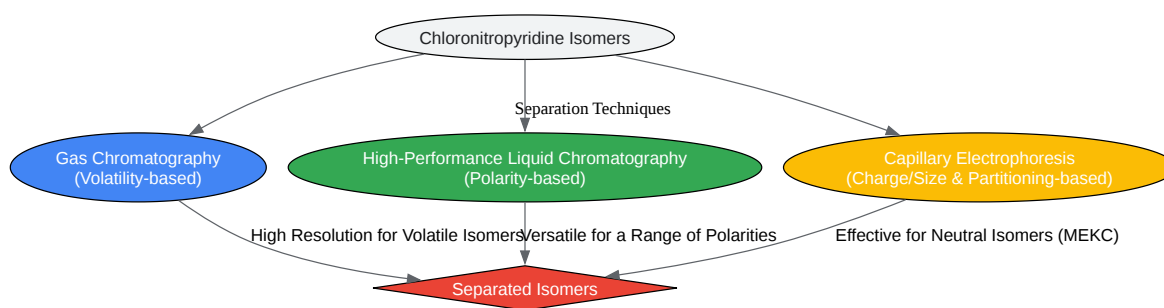 Chloronitropyridine Isomers
Separation Techniques
Gas Chromatography
(Volatility-based)
High-Performance Liquid Chromatography
(Polarity-based)
Capillary Electrophoresis
(Charge/Size & Partitioning-based)
High Resolution for Volatile Isomers
Versatile for a Range of Polarities
Effective for Neutral Isomers (MEKC)
Separated Isomers